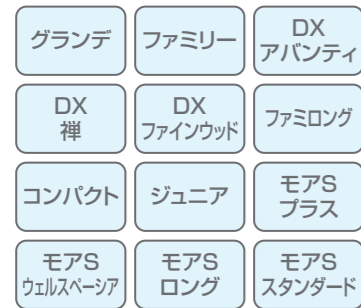 グランデ
ファミリー
DX
アバンティ
DX
禅
DX
ファインウッド
ファミロング
コンパクト
ジュニア
モアS
プラス
モアS
ウェルスペーシア
モアS
ロング
モアS
スタンダード